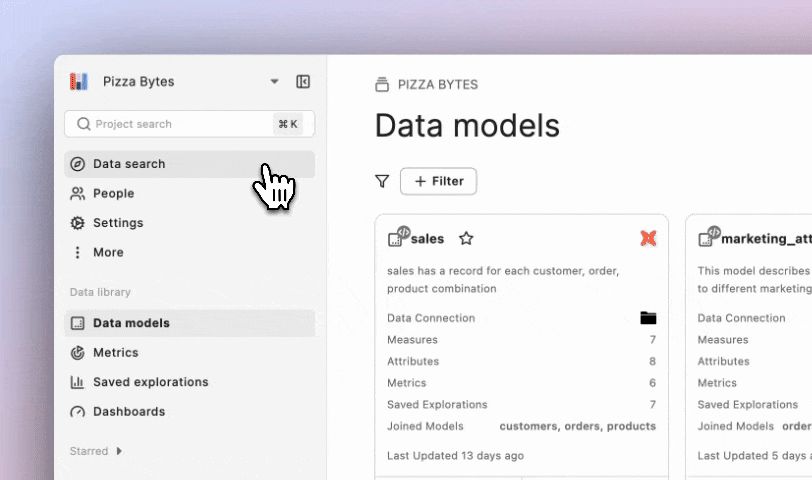 Pizza Bytes
Project search
⌘ K
Data search
People
Settings
More
Data library
Data models
Metrics
Saved explorations
Dashboards
Starred
PIZZA BYTES
Data models
+ Filter
sales
sales has a record for each customer, order,
product combination
Data Connection
Measures 7
Attributes 8
Metrics 6
Saved Explorations 7
Joined Models customers, orders, products
Last Updated 13 days ago
marketing_att
This model describes
to different marketing
Data Connection
Measures
Attributes
Metrics
Saved Explorations
Joined Models order
Last Updated 5 days a